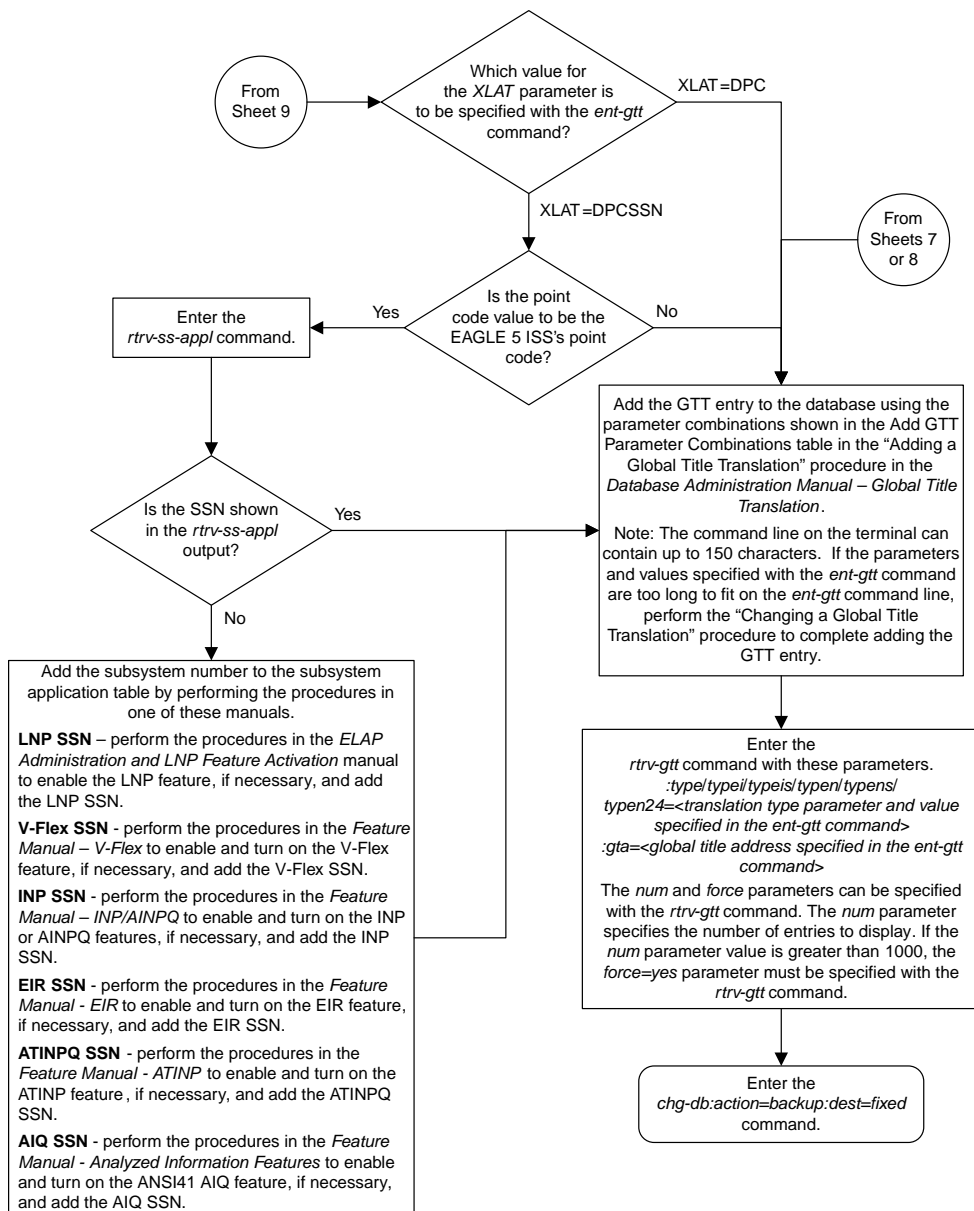 From
Sheet 9
Which value for
the XLAT parameter is
to be specified with the ent-gtt
command?
XLAT=DPC
XLAT=DPCSSN
From
Sheets 7
or 8
Is the point
code value to be the
EAGLE 5 ISS's point
code?
Yes
No
Enter the
rtrv-ss-appl command.
Is the SSN shown
in the rtrv-ss-appl
output?
Yes
No
Add the GTT entry to the database using the
parameter combinations shown in the Add GTT
Parameter Combinations table in the “Adding a
Global Title Translation” procedure in the
Database Administration Manual – Global Title
Translation.
Note: The command line on the terminal can
contain up to 150 characters. If the parameters
and values specified with the ent-gtt command
are too long to fit on the ent-gtt command line,
perform the “Changing a Global Title
Translation” procedure to complete adding the
GTT entry.
Add the subsystem number to the subsystem
application table by performing the procedures in
one of these manuals.
LNP SSN – perform the procedures in the ELAP
Administration and LNP Feature Activation manual
to enable the LNP feature, if necessary, and add
the LNP SSN.
V-Flex SSN - perform the procedures in the Feature
Manual – V-Flex to enable and turn on the V-Flex
feature, if necessary, and add the V-Flex SSN.
INP SSN - perform the procedures in the Feature
Manual – INP/AINPQ to enable and turn on the INP
or AINPQ features, if necessary, and add the INP
SSN.
EIR SSN - perform the procedures in the Feature
Manual - EIR to enable and turn on the EIR feature,
if necessary, and add the EIR SSN.
ATINPQ SSN - perform the procedures in the
Feature Manual - ATINP to enable and turn on the
ATINP feature, if necessary, and add the ATINPQ
SSN.
AIQ SSN - perform the procedures in the Feature
Manual - Analyzed Information Features to enable
and turn on the ANSI41 AIQ feature, if necessary,
and add the AIQ SSN.
Enter the
rtrv-gtt command with these parameters.
:type/typei/typeis/typen/typens/
typen24=<translation type parameter and value
specified in the ent-gtt command>
:gta=<global title address specified in the ent-gtt
command>
The num and force parameters can be specified
with the rtrv-gtt command. The num parameter
specifies the number of entries to display. If the
num parameter value is greater than 1000, the
force=yes parameter must be specified with the
rtrv-gtt command.
Enter the
chg-db:action=backup:dest=fixed
command.